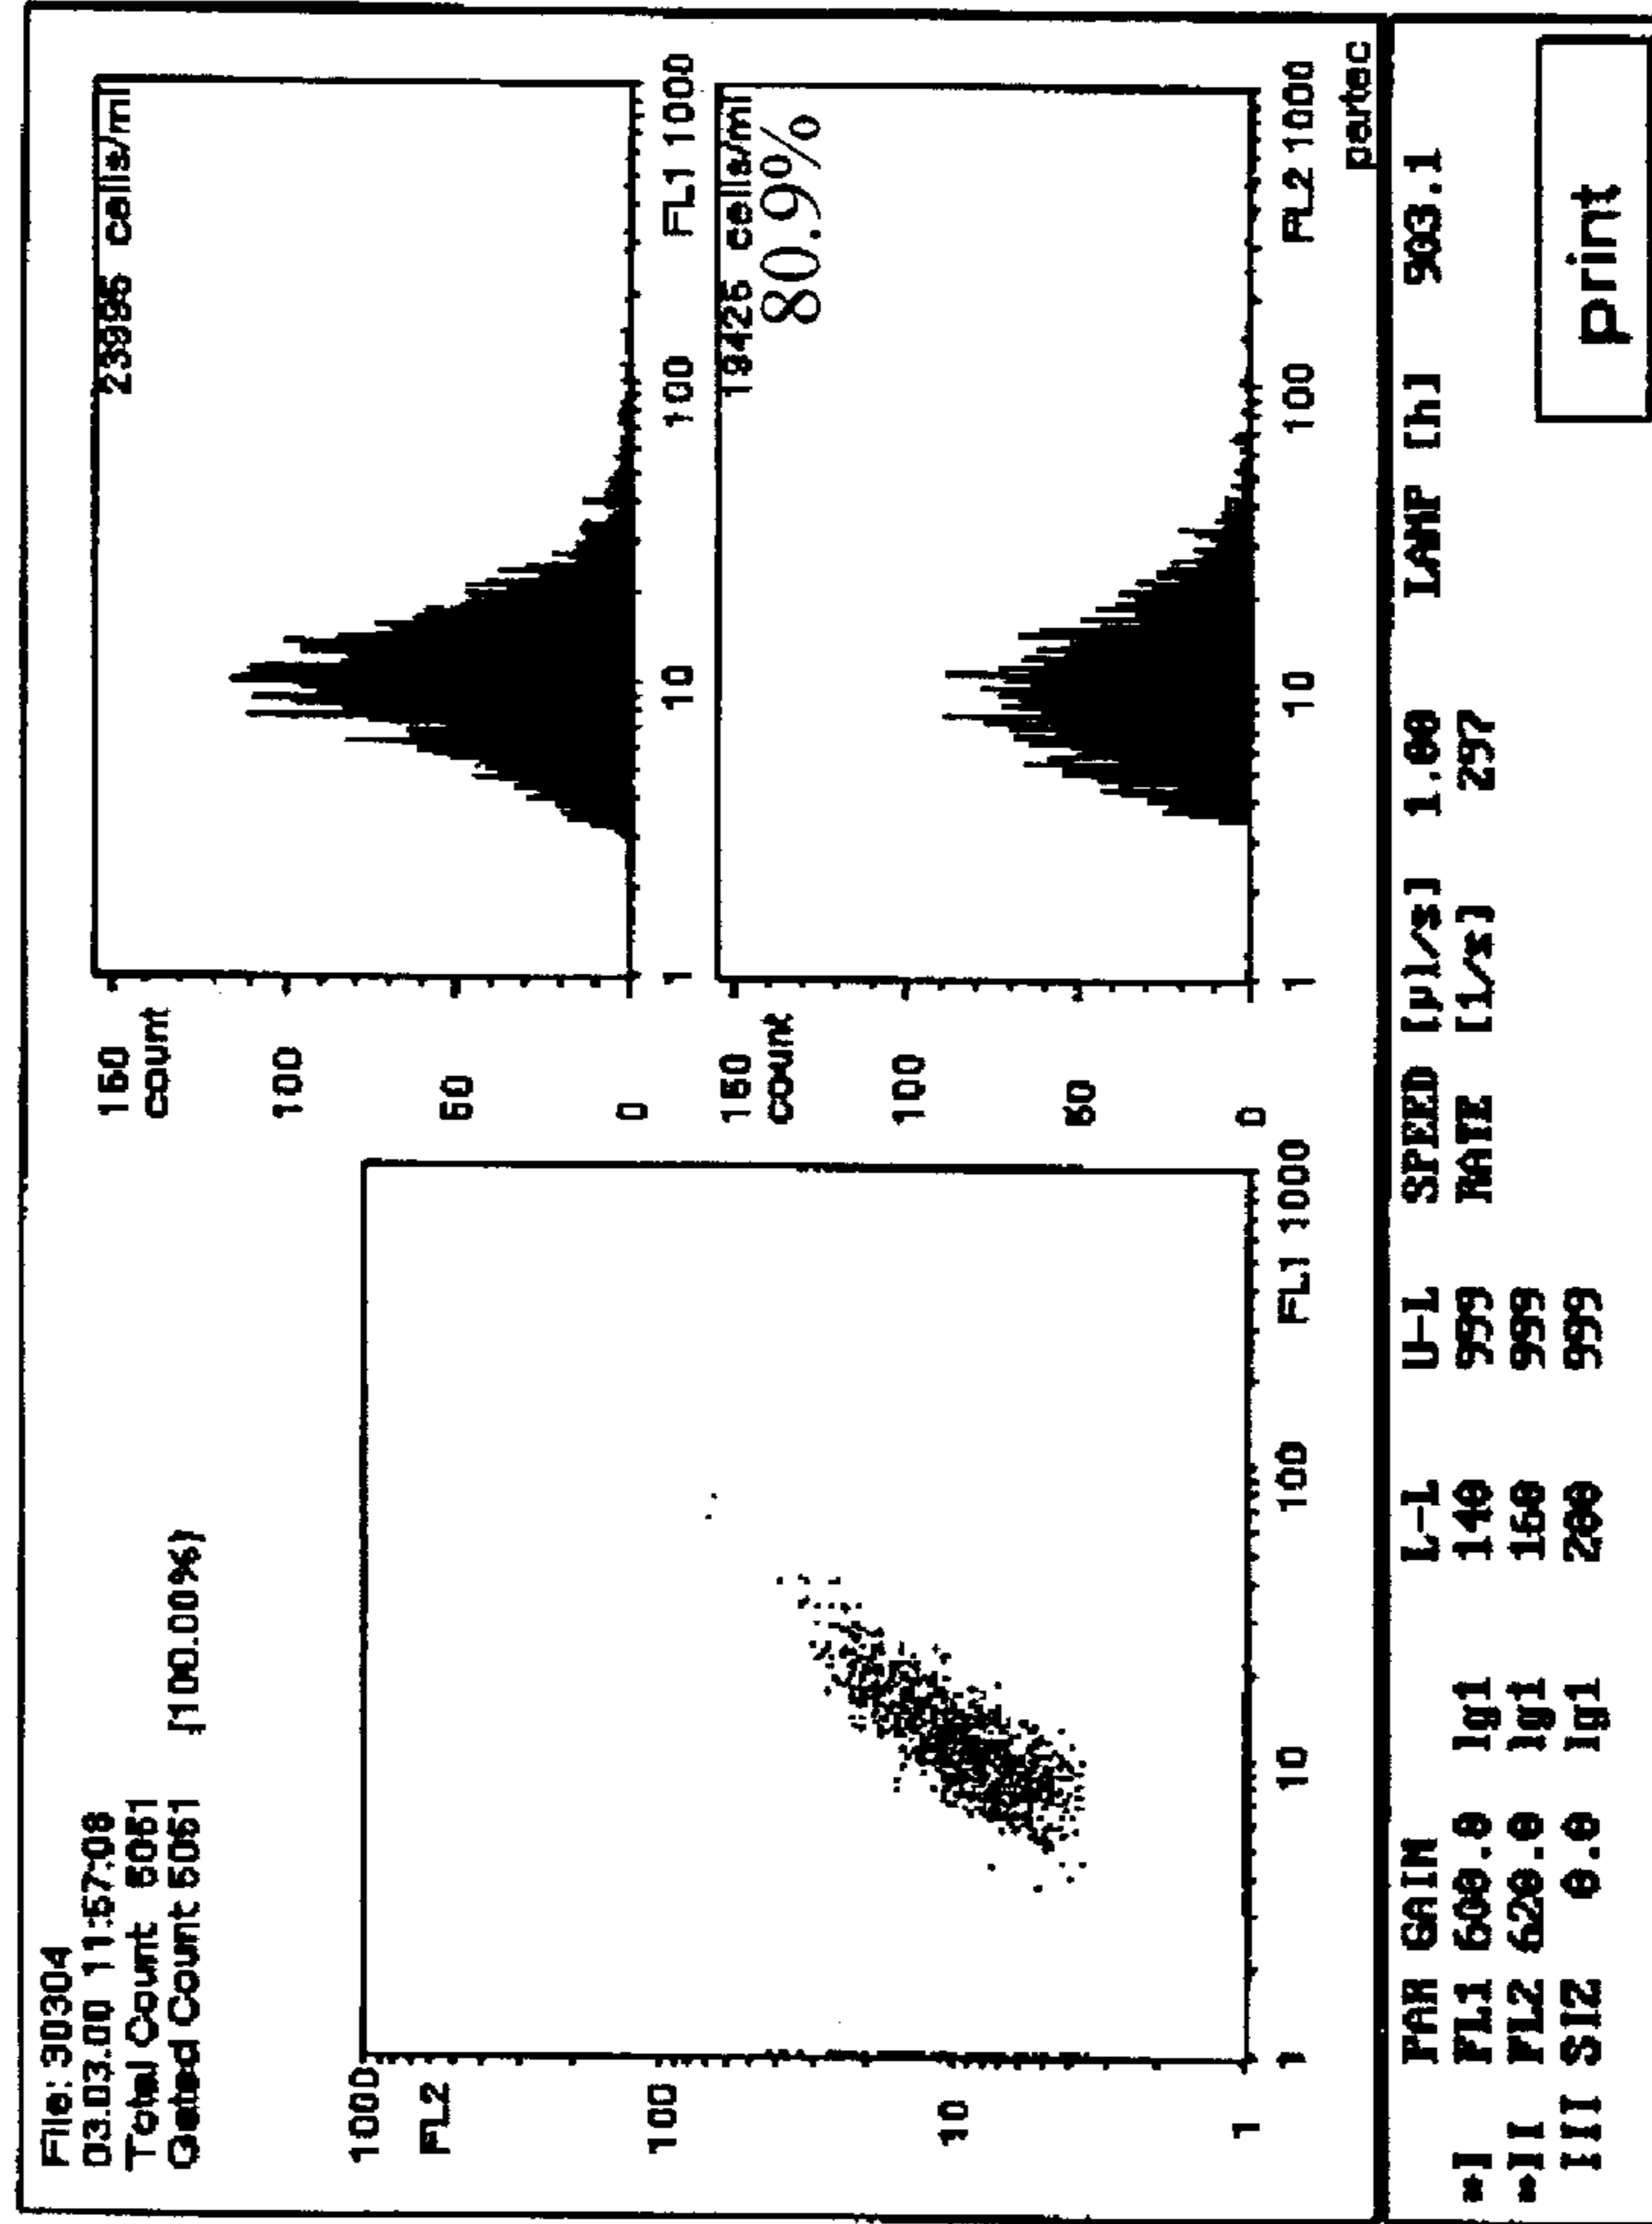 File: 30304
03.03.00 11:57:08
Total Count 5051
Gated Count 5051 [100.00%]
1000
FL2
100
10
1
1
10
100
FL1 1000
150
count
100
50
0
23995 cells/ml
1
10
100
FL1 1000
150
count
100
50
0
19425 cells/ml
80.9%
1
10
100
FL2 1000
partec
PAR GAIN L-L U-L SPEED [µl/s] 1.00 LAMP [h] 903.1
I FL1 lg1 140 999 RATE [1/s] 297
II FL2 620.0 lg1 160 999
III SIZ 0.0 lg1 200 999
print